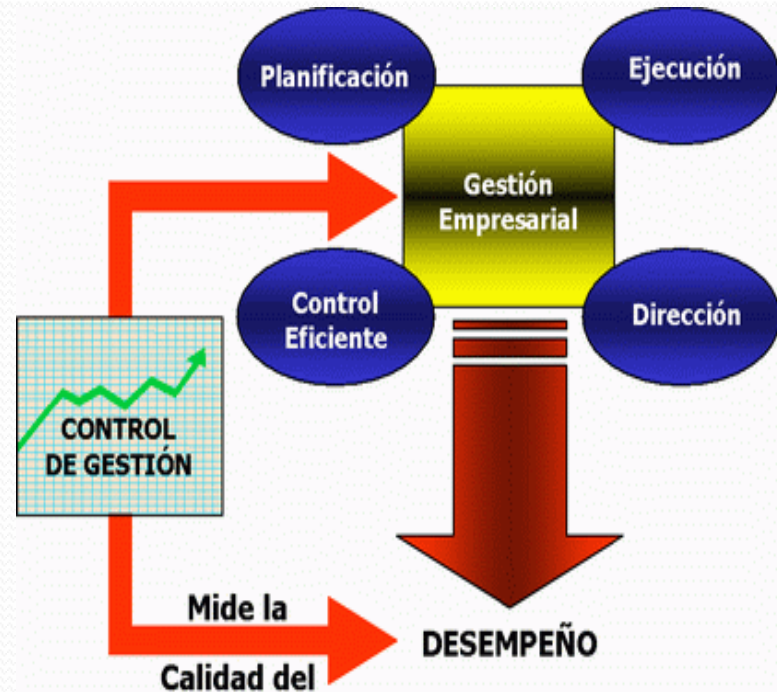 Planificación
Ejecución
Gestión
Empresarial
Control
Eficiente
Dirección
CONTROL
DE GESTIÓN
Mide la
Calidad del
DESEMPEÑO